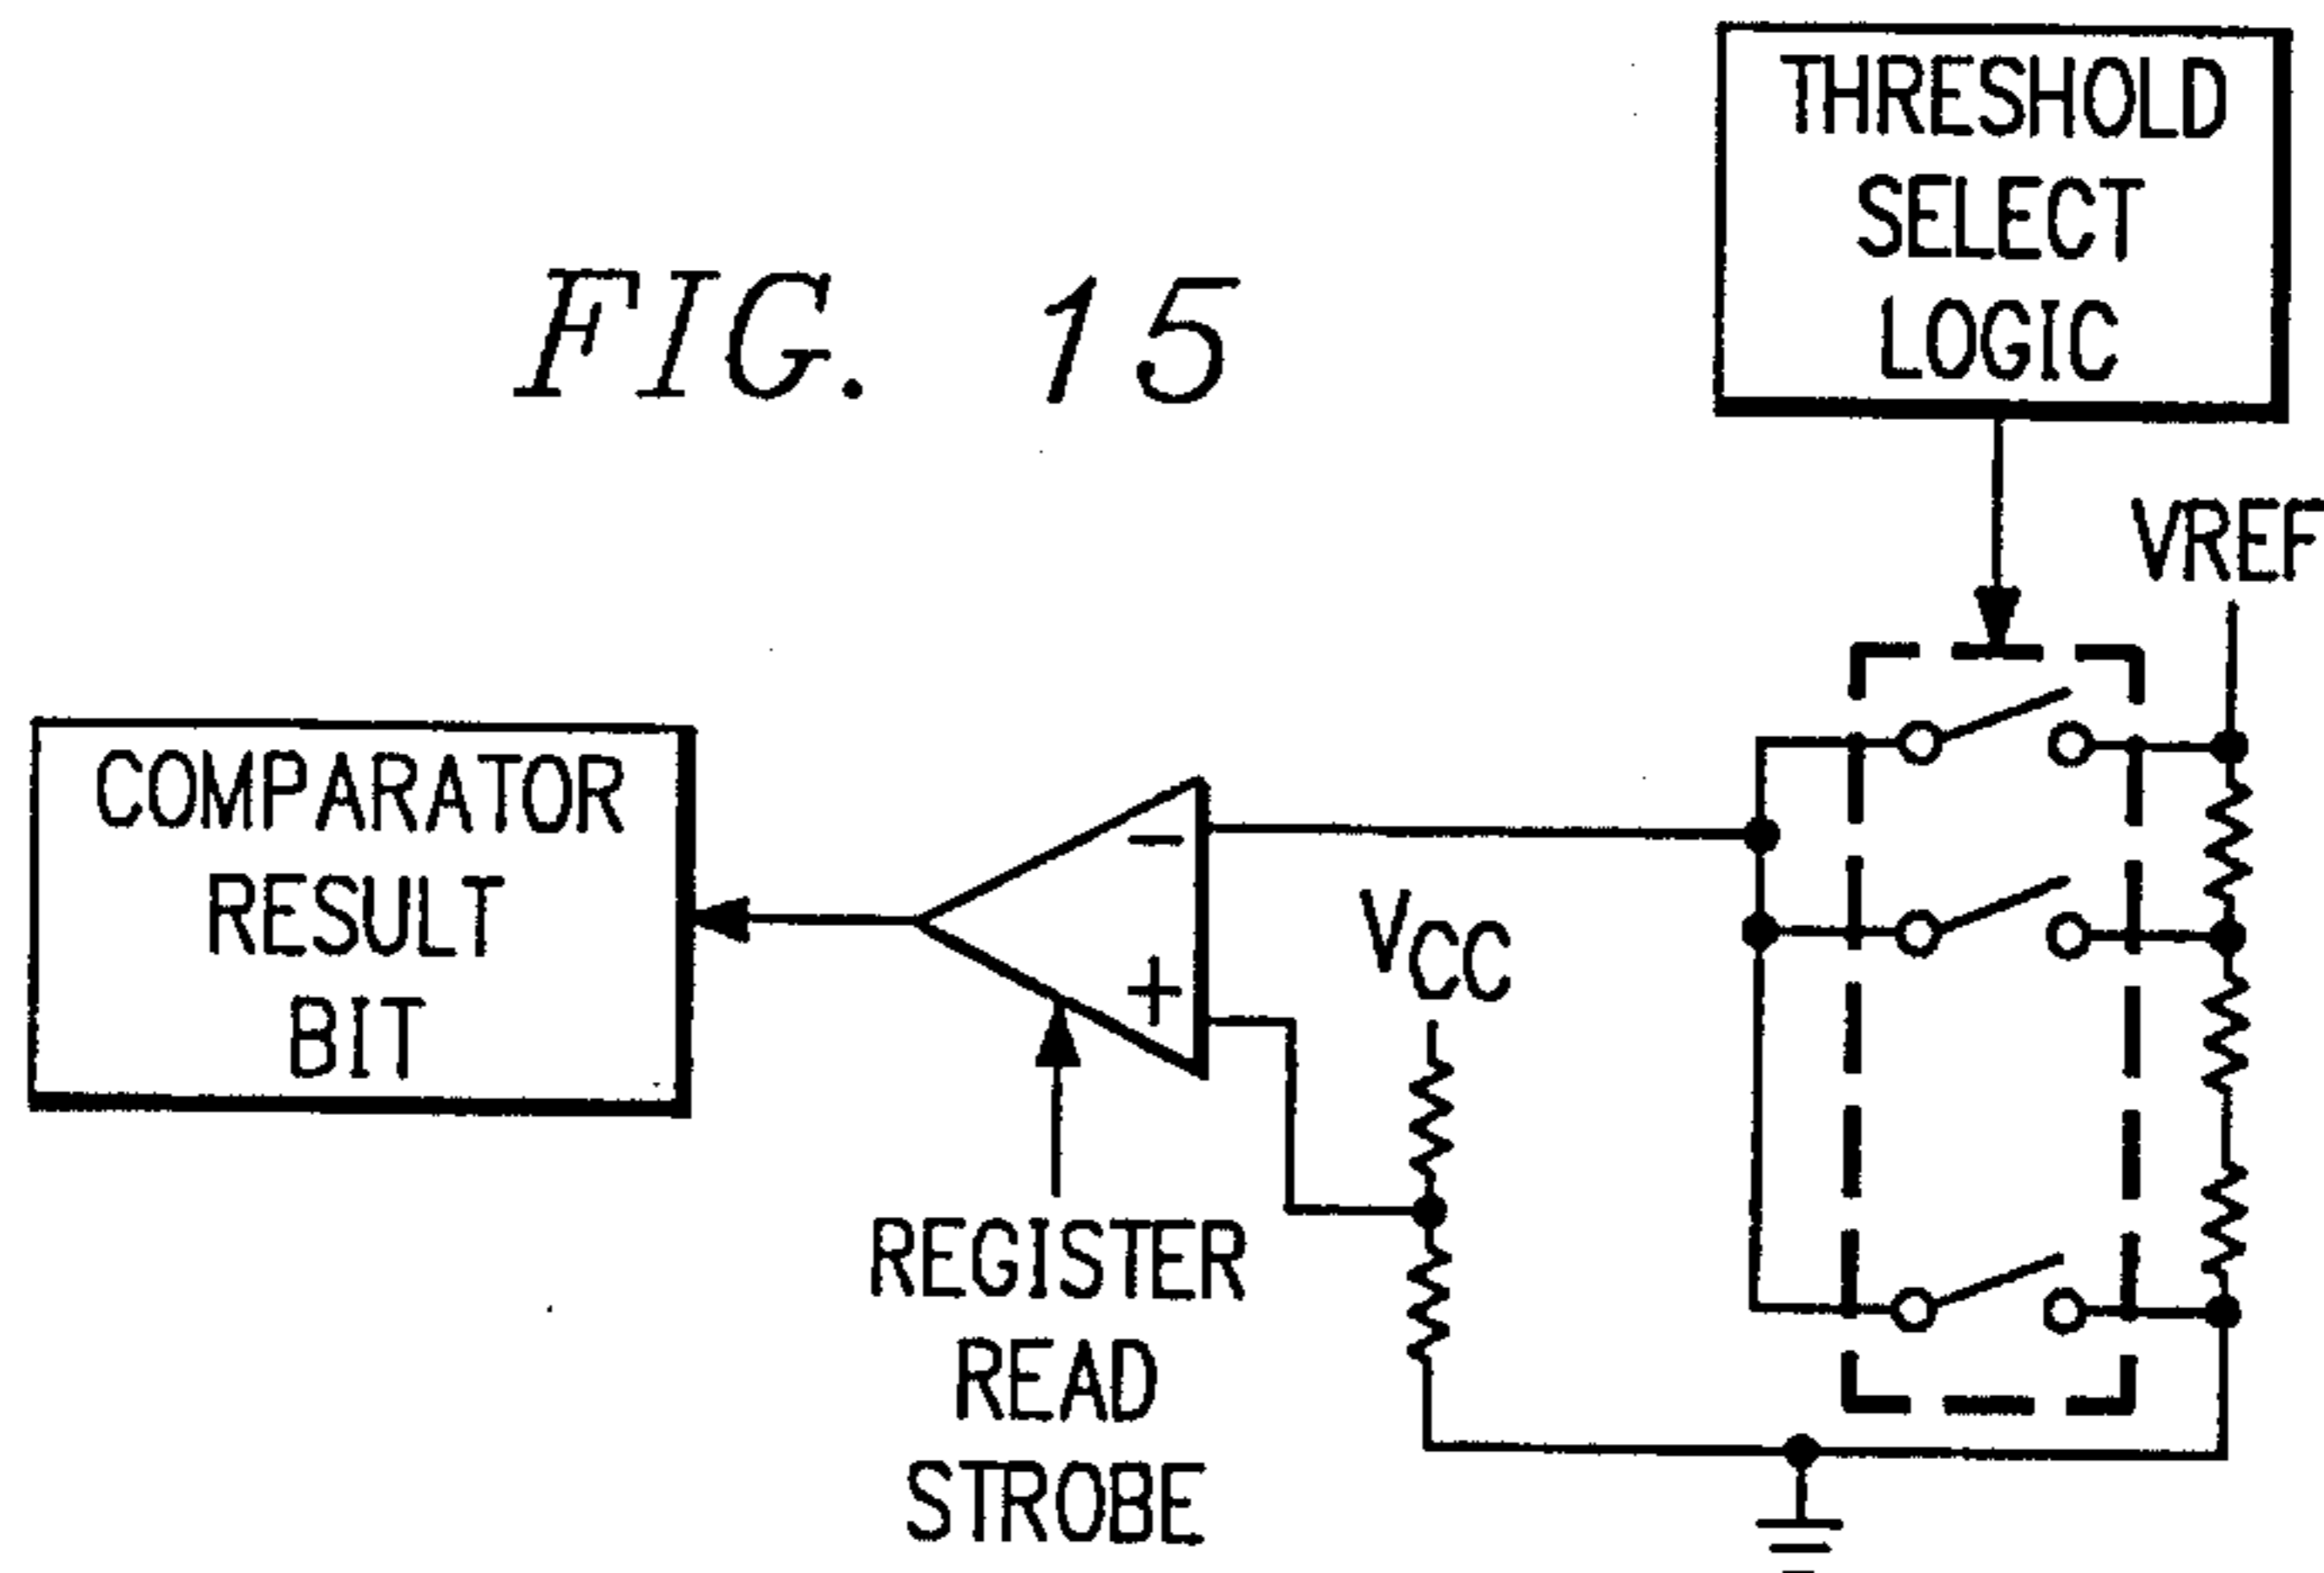 FIG. 15
THRESHOLD
SELECT
LOGIC
VREF
COMPARATOR
RESULT
BIT
−
+
VCC
REGISTER
READ
STROBE